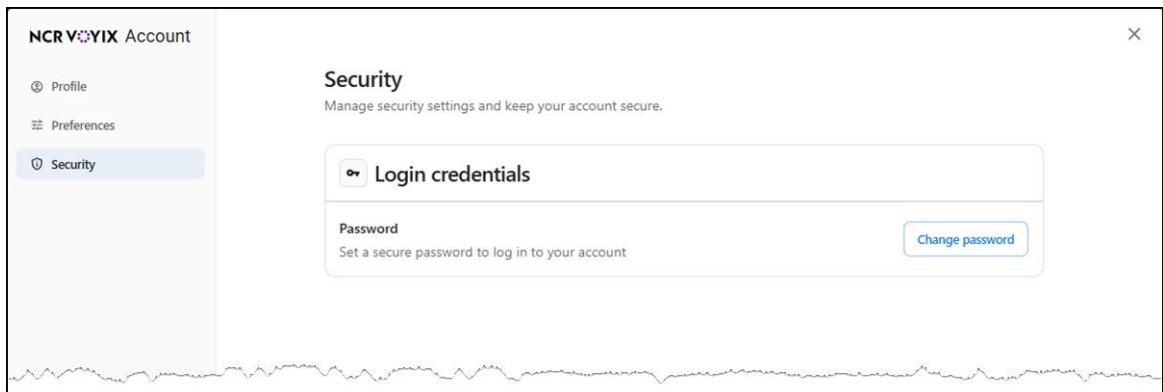 NCR VOYIX Account
Profile
Preferences
Security
Security
Manage security settings and keep your account secure.
Login credentials
Password
Set a secure password to log in to your account
Change password